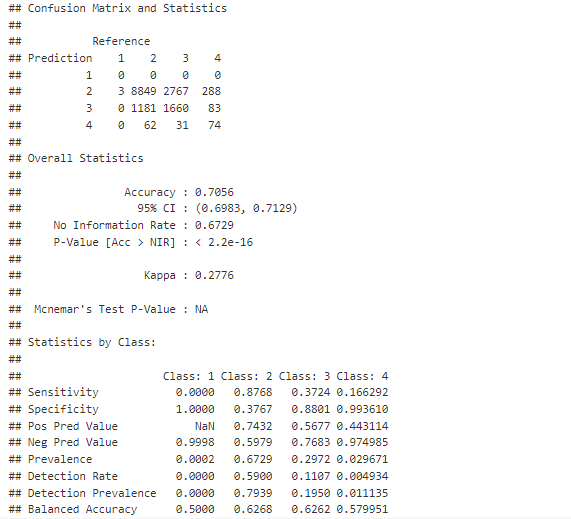 ## Confusion Matrix and Statistics
##
##           Reference
## Prediction    1    2    3    4
##          1    0    0    0    0
##          2    3 8849 2767  288
##          3    0 1181 1660   83
##          4    0   62   31   74
##
## Overall Statistics
##
##                Accuracy : 0.7056
##                  95% CI : (0.6983, 0.7129)
##     No Information Rate : 0.6729
##     P-Value [Acc > NIR] : < 2.2e-16
##
##                   Kappa : 0.2776
##
##  Mcnemar's Test P-Value : NA
##
## Statistics by Class:
##
##                      Class: 1 Class: 2 Class: 3 Class: 4
## Sensitivity            0.0000   0.8768   0.3724 0.166292
## Specificity            1.0000   0.3767   0.8801 0.993610
## Pos Pred Value            NaN   0.7432   0.5677 0.443114
## Neg Pred Value         0.9998   0.5979   0.7683 0.974985
## Prevalence             0.0002   0.6729   0.2972 0.029671
## Detection Rate         0.0000   0.5900   0.1107 0.004934
## Detection Prevalence   0.0000   0.7939   0.1950 0.011135
## Balanced Accuracy      0.5000   0.6268   0.6262 0.579951